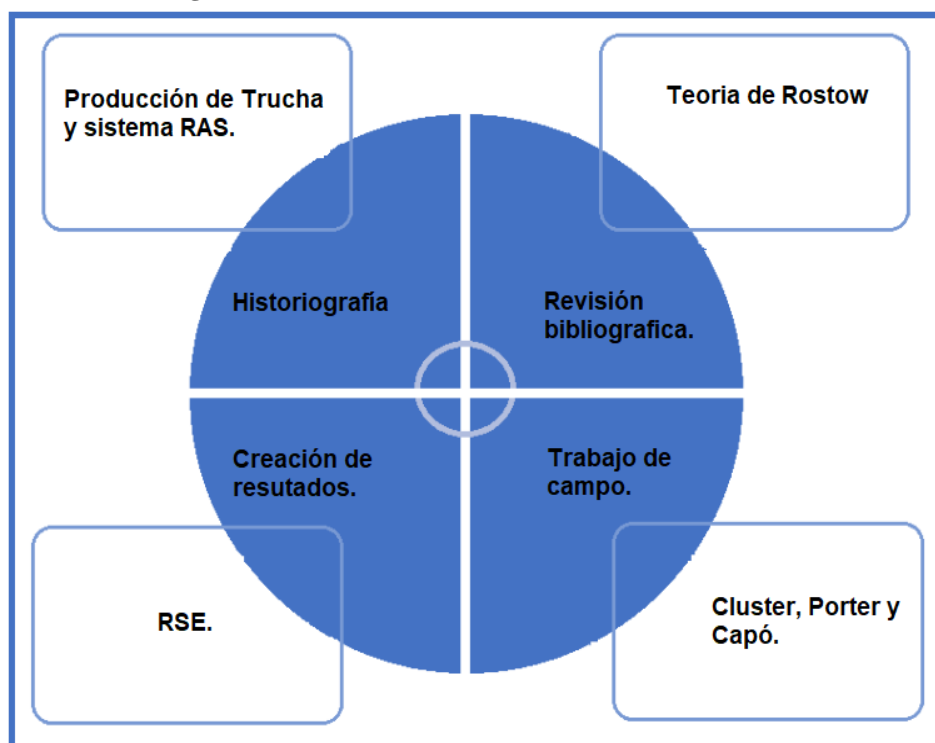 Producción de Trucha
y sistema RAS.
Teoria de Rostow
Historiografía
Revisión
bibliografica.
Creación de
resutados.
Trabajo de
campo.
RSE.
Cluster, Porter y
Capó.